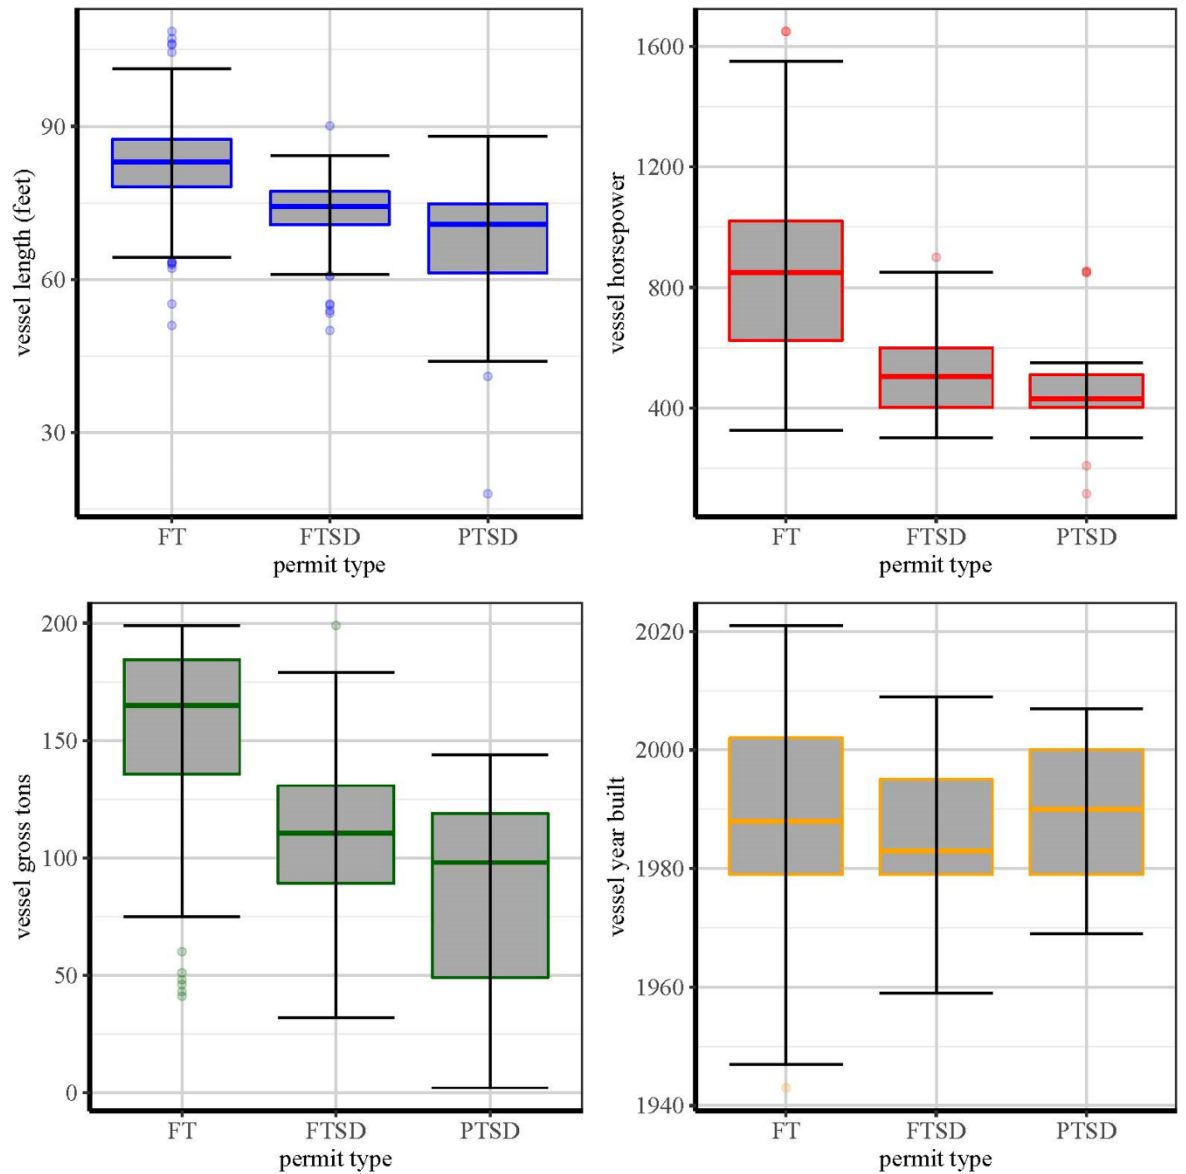 vessel length (feet)
90
60
30
FT FTSD PTSD
permit type
vessel horsepower
1600
1200
800
400
FT FTSD PTSD
permit type
vessel gross tons
200
150
100
50
0
FT FTSD PTSD
permit type
vessel year built
2020
2000
1980
1960
1940
FT FTSD PTSD
permit type